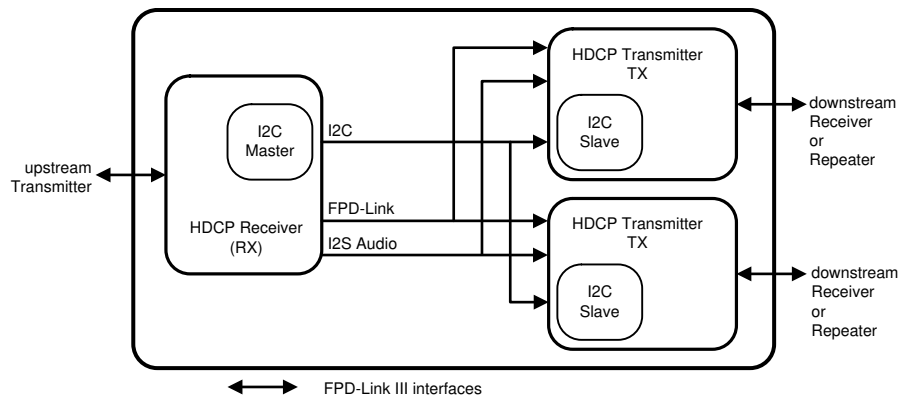 HDCP Transmitter
TX
I2C
Slave
downstream
Receiver
or
Repeater
I2C
Master
I2C
upstream
Transmitter
HDCP Receiver
(RX)
FPD-Link
I2S Audio
HDCP Transmitter
TX
I2C
Slave
downstream
Receiver
or
Repeater
FPD-Link III interfaces